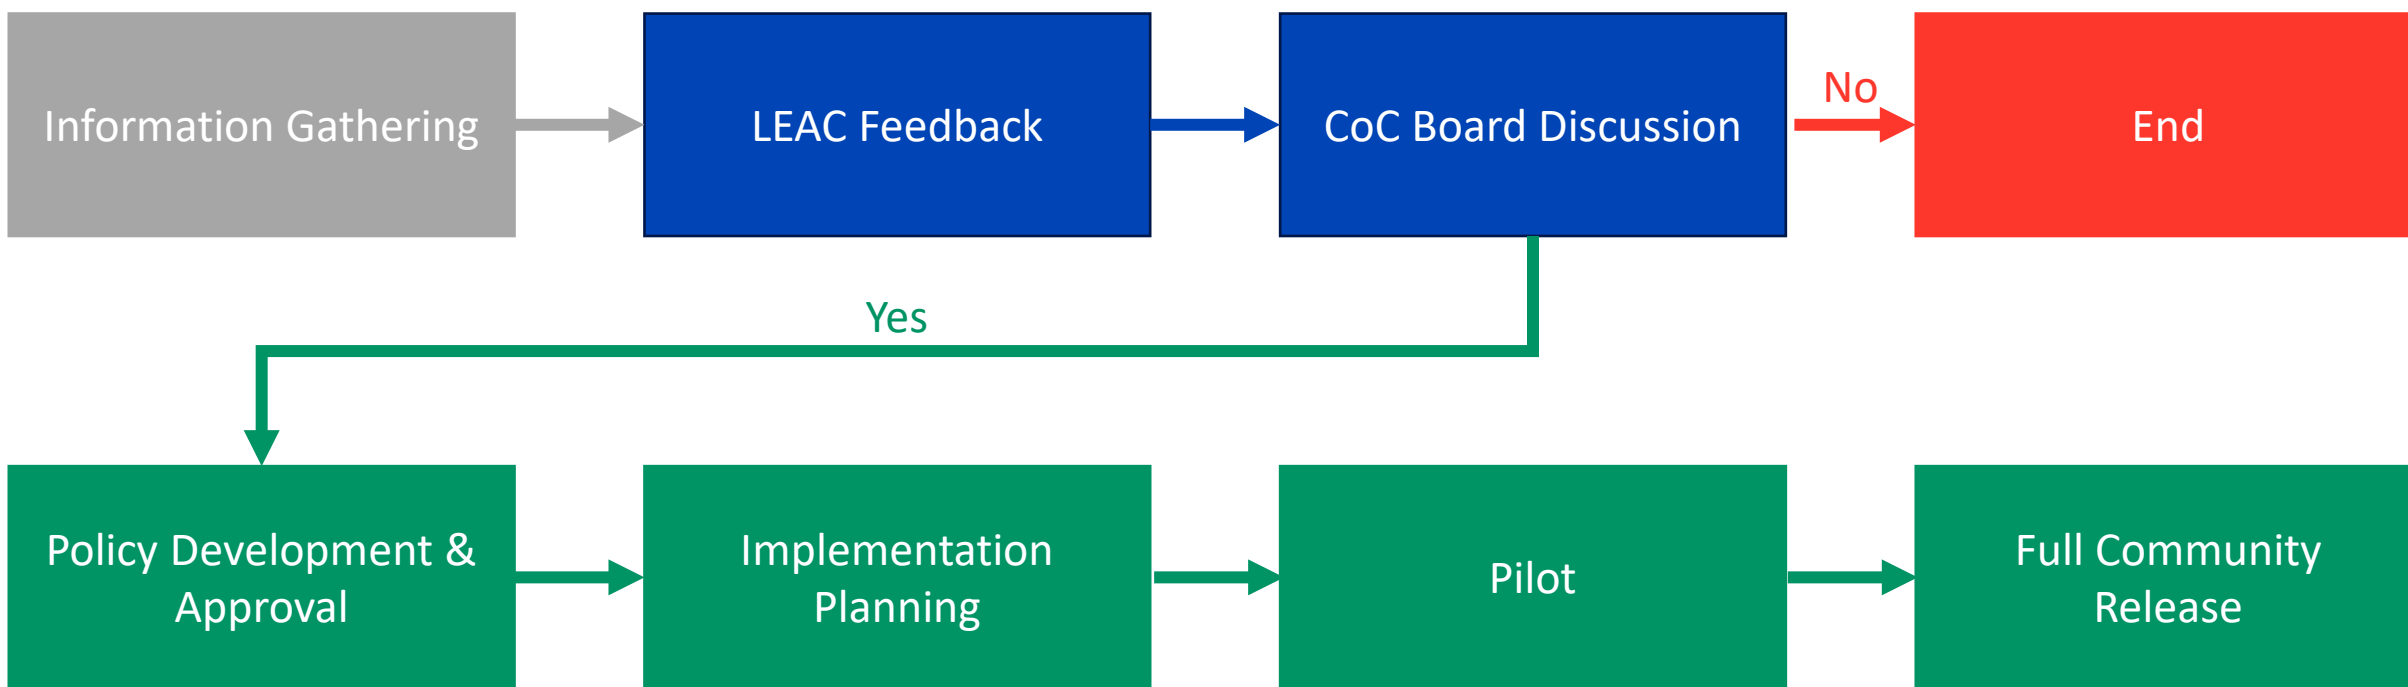 Information Gathering
LEAC Feedback
CoC Board Discussion
No
End
Yes
Policy Development &
Approval
Implementation
Planning
Pilot
Full Community
Release